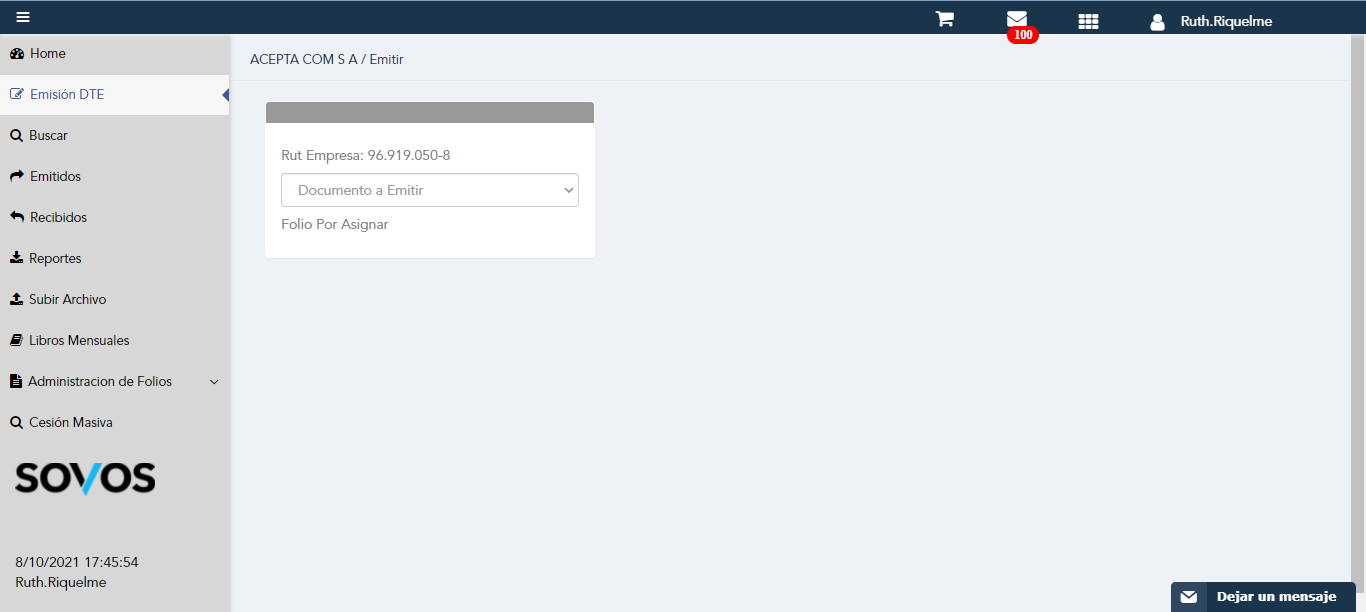 Ruth.Riquelme
100
Home
Emisión DTE
Buscar
Emitidos
Recibidos
Reportes
Subir Archivo
Libros Mensuales
Administracion de Folios
Cesión Masiva
SOVOS
8/10/2021 17:45:54
Ruth.Riquelme
ACEPTA COM S A / Emitir
Rut Empresa: 96.919.050-8
Documento a Emitir
Folio Por Asignar
Dejar un mensaje